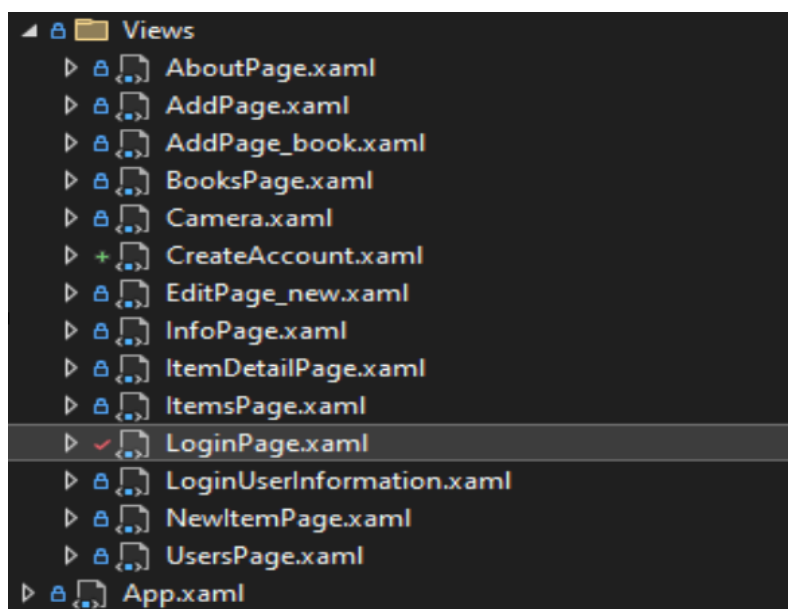 Views
AboutPage.xaml
AddPage.xaml
AddPage_book.xaml
BooksPage.xaml
Camera.xaml
CreateAccount.xaml
EditPage_new.xaml
InfoPage.xaml
ItemDetailPage.xaml
ItemsPage.xaml
LoginPage.xaml
LoginUserInformation.xaml
NewItemPage.xaml
UsersPage.xaml
App.xaml